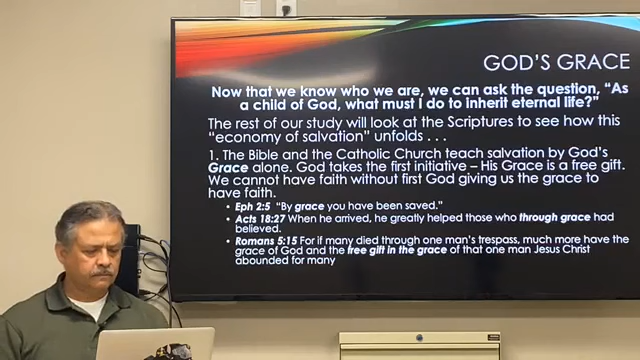 GOD'S GRACE
Now that we know who we are, we can ask the question, "As
a child of God, what must I do to inherit eternal life?"
The rest of our study will look at the Scriptures to see how this
"economy of salvation" unfolds . . .
1. The Bible and the Catholic Church teach salvation by God's
Grace alone. God takes the first initiative – His Grace is a free gift.
We cannot have faith without first God giving us the grace to
have faith.
• Eph 2:5 "By grace you have been saved."
• Acts 18:27 When he arrived, he greatly helped those who through grace had
believed.
• Romans 5:15 For if many died through one man's trespass, much more have the
grace of God and the free gift in the grace of that one man Jesus Christ
abounded for many